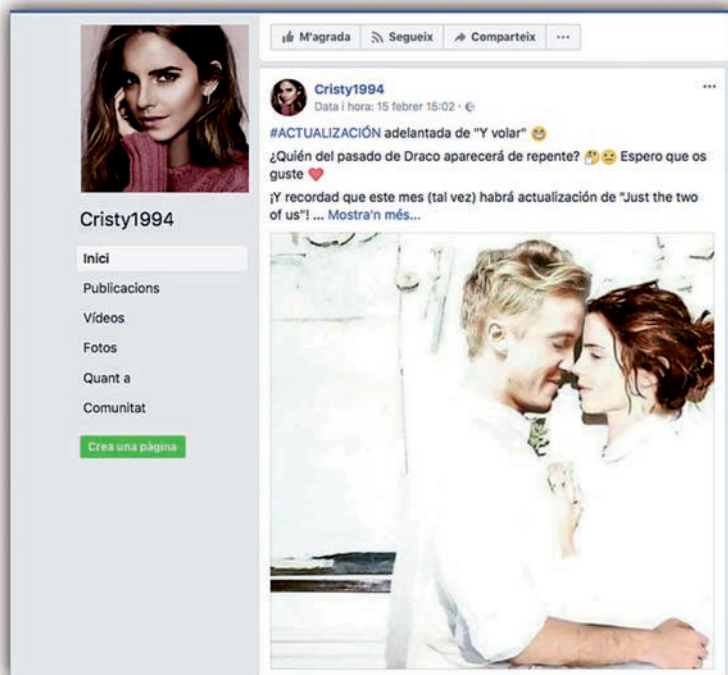 M'agrada Segueix Comparteix ...
Cristy1994
Data i hora: 15 febrer 15:02 ·
#ACTUALIZACIÓN adelantada de "Y volar"
¿Quién del pasado de Draco aparecerá de repente? Espero que os
guste
¡Y recordad que este mes (tal vez) habrá actualización de "Just the two
of us"! ... Mostra'n més...
Cristy1994
Inici
Publicacions
Vídeos
Fotos
Quant a
Comunitat
Crea una pàgina